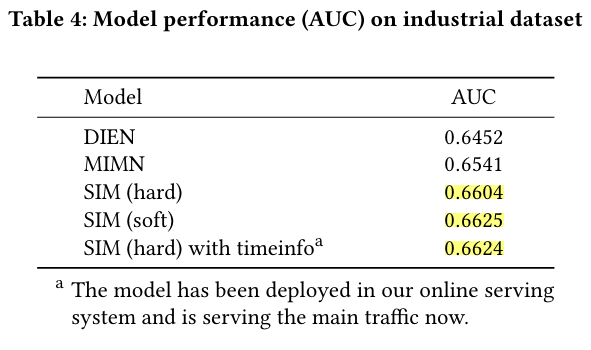 Table 4: Model performance (AUC) on industrial dataset
Model AUC
DIEN 0.6452
MIMN 0.6541
SIM (hard) 0.6604
SIM (soft) 0.6625
SIM (hard) with timeinfoᵃ 0.6624
ᵃ The model has been deployed in our online serving
system and is serving the main traffic now.